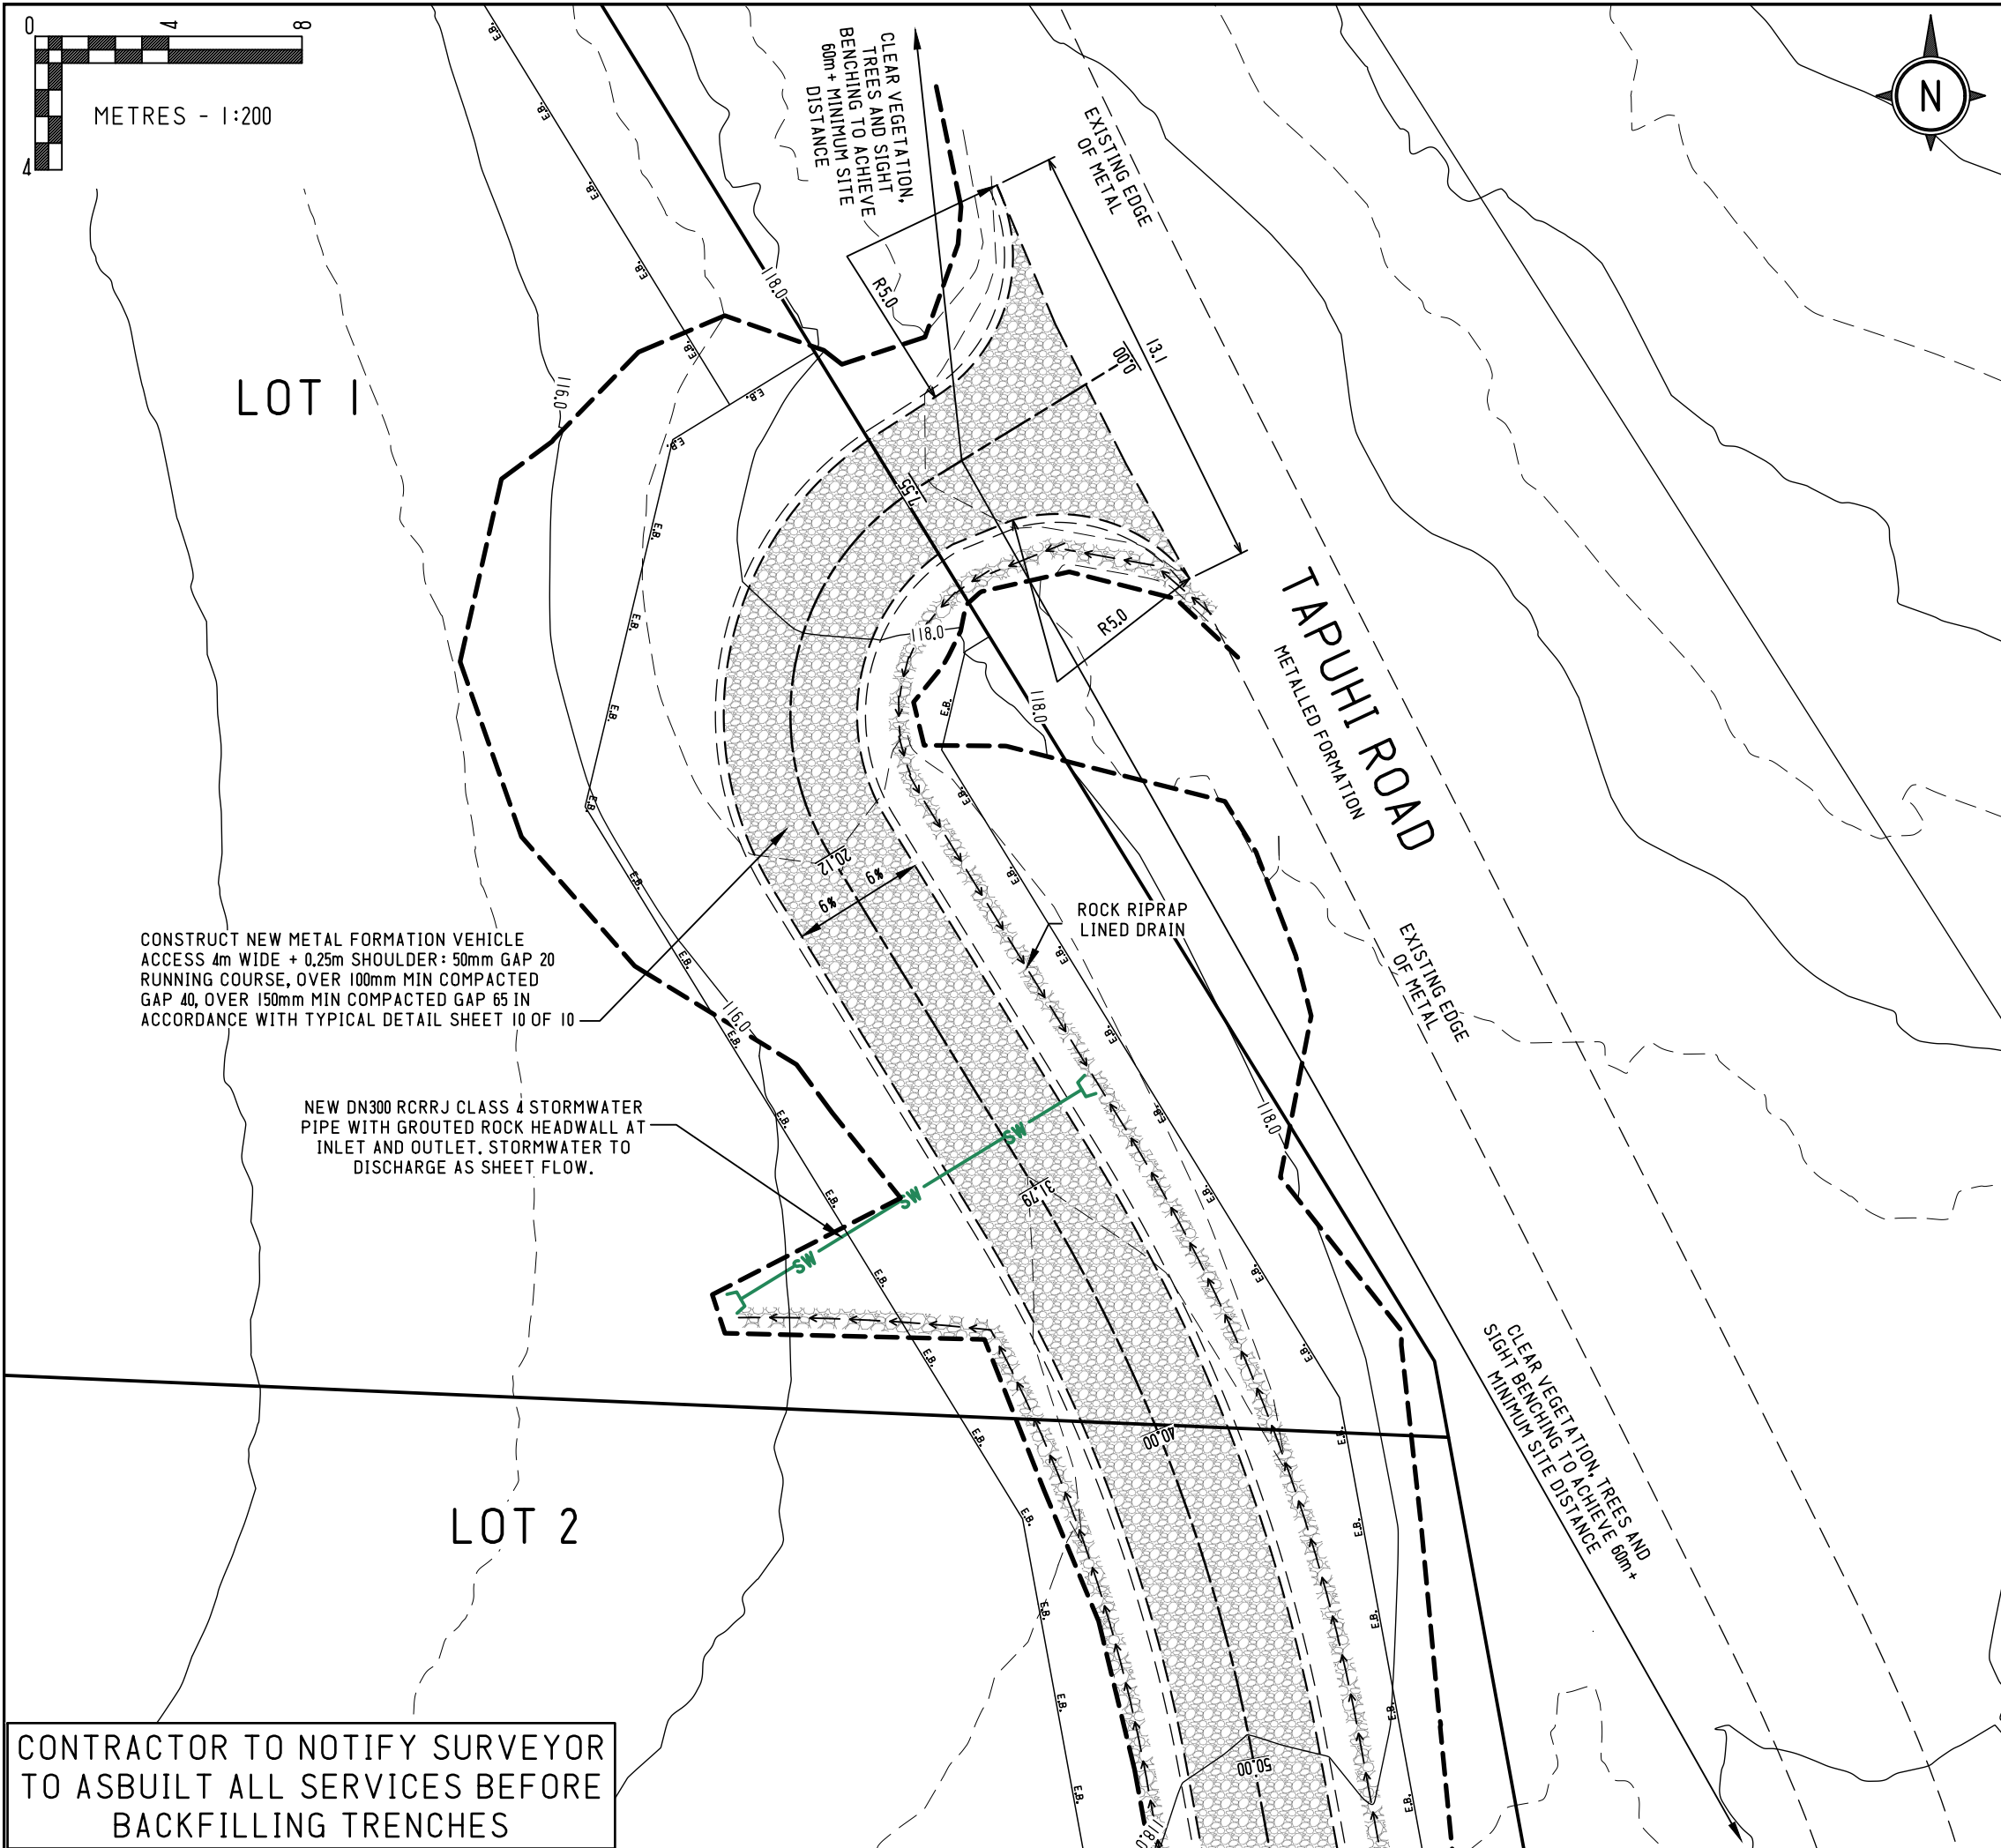 0
4
8
METRES - 1:200
4
N
CLEAR VEGETATION,
TREES AND SIGHT
BENCHING TO ACHIEVE
60m+ MINIMUM SITE
DISTANCE
EXISTING EDGE
OF METAL
E.B.
E.B.
E.B.
E.B.
E.B.
E.B.
E.B.
118.0
R5.0
13.1
0.00
LOT 1
116.0
7.55
E.B.
E.B.
E.B.
118.0
R5.0
118.0
E.B.
TAPUHI ROAD
METALLED FORMATION
E.B.
E.B.
E.B.
20.12
6%
6%
E.B.
ROCK RIPRAP
LINED DRAIN
E.B.
E.B.
CONSTRUCT NEW METAL FORMATION VEHICLE
ACCESS 4m WIDE + 0.25m SHOULDER: 50mm GAP 20
RUNNING COURSE, OVER 100mm MIN COMPACTED
GAP 40, OVER 150mm MIN COMPACTED GAP 65 IN
ACCORDANCE WITH TYPICAL DETAIL SHEET 10 OF 10
EXISTING EDGE
OF METAL
116.0
E.B.
E.B.
NEW DN300 RCRRJ CLASS 4 STORMWATER
PIPE WITH GROUTED ROCK HEADWALL AT
INLET AND OUTLET. STORMWATER TO
DISCHARGE AS SHEET FLOW.
E.B.
E.B.
118.0
SW
SW
SW
31.79
E.B.
E.B.
E.B.
E.B.
E.B.
E.B.
CLEAR VEGETATION, TREES AND
SIGHT BENCHING TO ACHIEVE 60m+
MINIMUM SITE DISTANCE
40.00
E.B.
E.B.
LOT 2
E.B.
E.B.
E.B.
E.B.
E.B.
E.B.
50.00
E.B.
E.B.
118.0
CONTRACTOR TO NOTIFY SURVEYOR
TO ASBUILT ALL SERVICES BEFORE
BACKFILLING TRENCHES